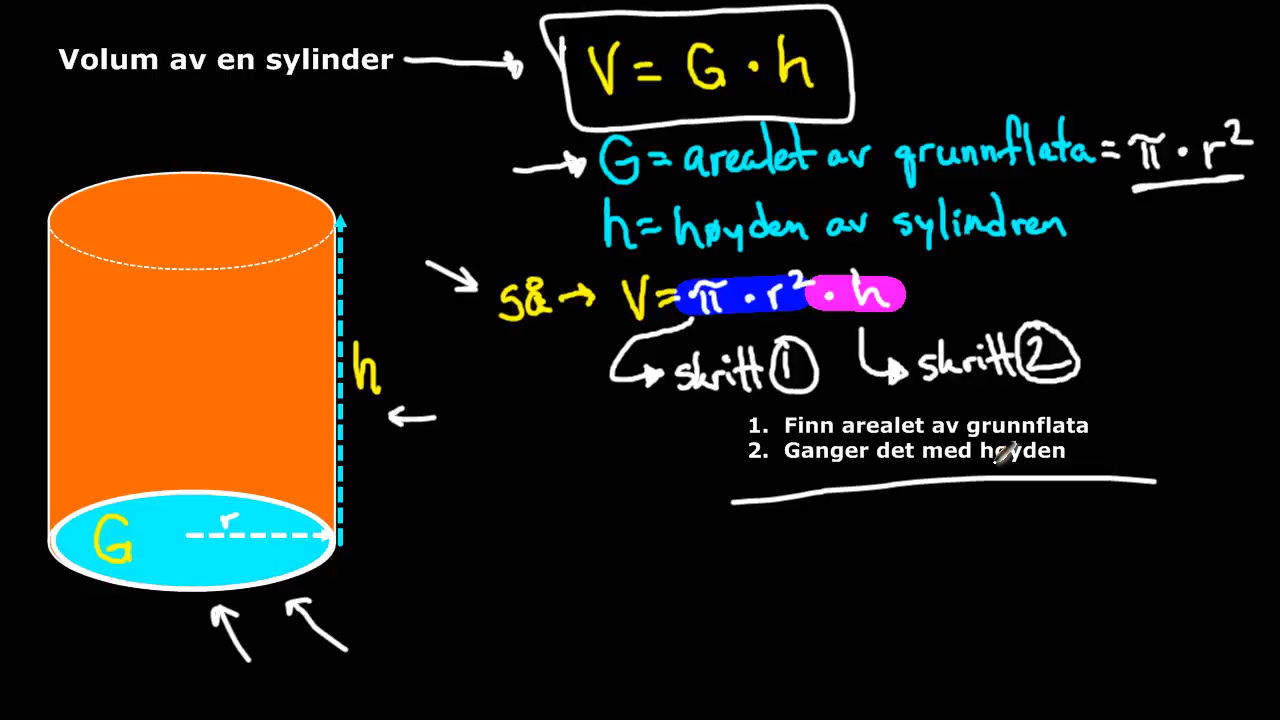 Volum av en sylinder
V = G · h
G = arealet av grunnflata = π · r²
h = høyden av sylindren
så → V = π · r² · h
skritt 1 skritt 2
1. Finn arealet av grunnflata
2. Ganger det med høyden
h
G r